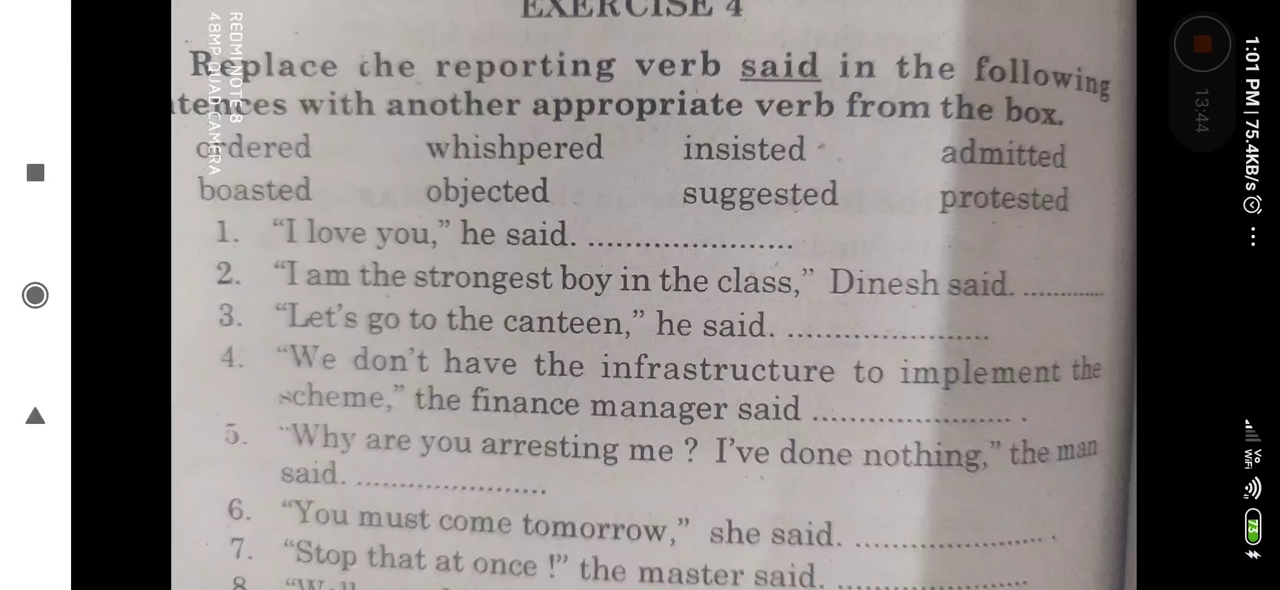 EXERCISE 4
Replace the reporting verb said in the following
tences with another appropriate verb from the box.
ordered whishpered insisted admitted
boasted objected suggested protested
1. “I love you,” he said. ......................
2. “I am the strongest boy in the class,” Dinesh said. .............
3. “Let’s go to the canteen,” he said. ......................
4. “We don’t have the infrastructure to implement the
scheme,” the finance manager said ...................... .
5. “Why are you arresting me ? I’ve done nothing,” the man
said. ......................
6. “You must come tomorrow,” she said. ...................... .
7. “Stop that at once !” the master said. ......................
8.
REDMI NOTE 8
48MP QUAD CAMERA
13:44
1:01 PM | 75.4KB/s
Vo
WiFi
73